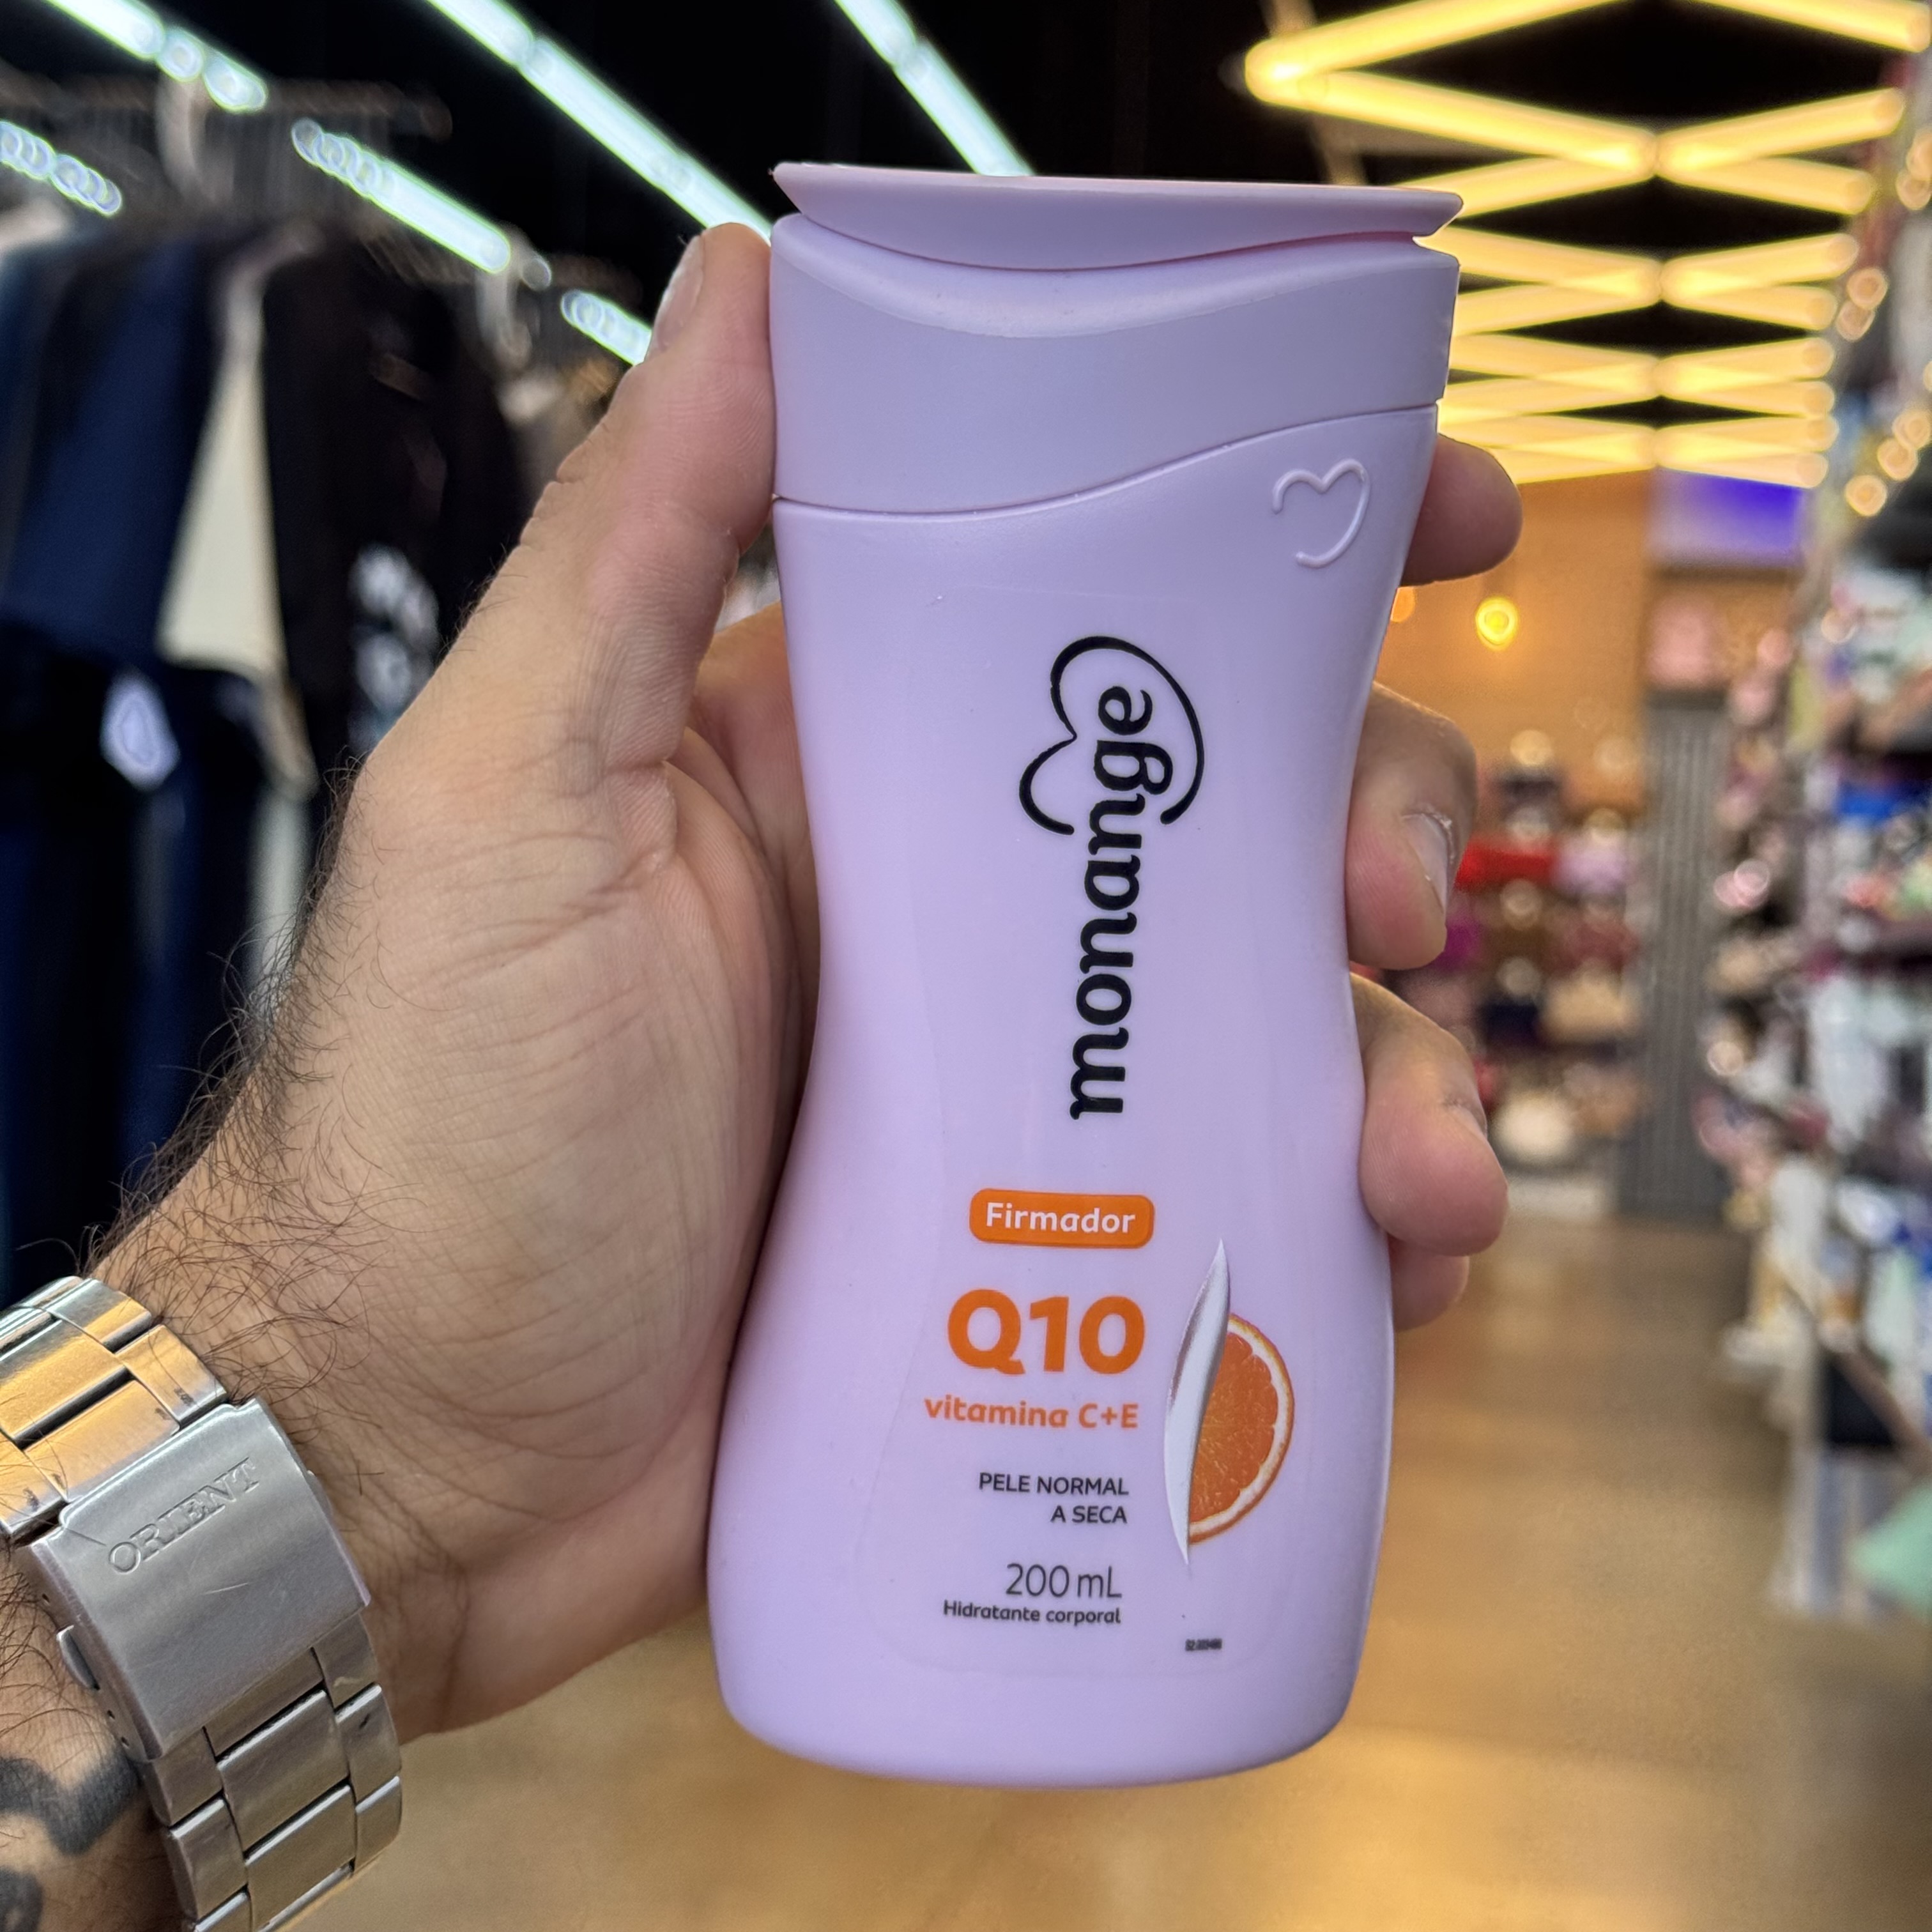 monange
Firmador
Q10
vitamina C+E
PELE NORMAL
A SECA
200 mL
Hidratante corporal
ORIENT